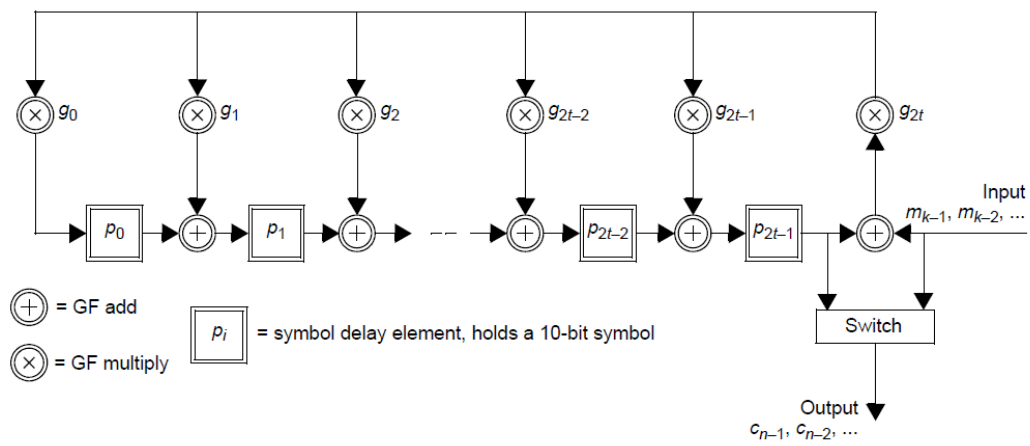 g0 g1 g2 g2t–2 g2t–1 g2t
Input
mk–1, mk–2, ...
p0 p1 p2t–2 p2t–1
= GF add
= GF multiply
pi = symbol delay element, holds a 10-bit symbol
Switch
Output
cn–1, cn–2, ...